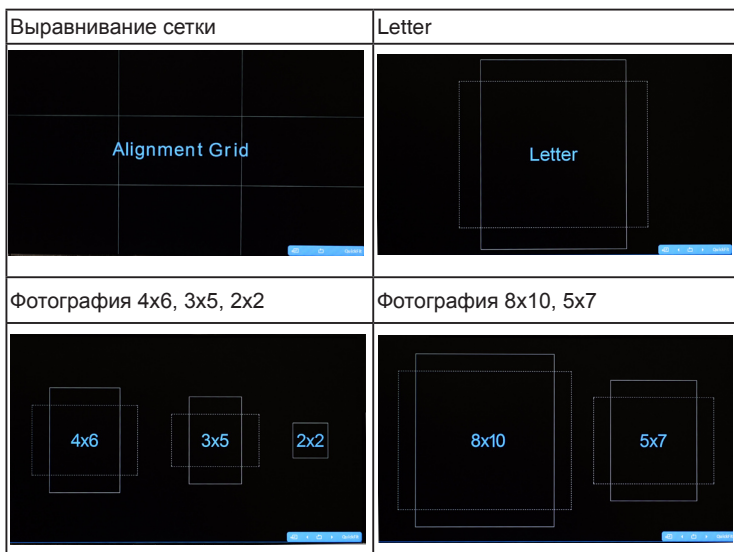 Выравнивание сетки
Letter
Alignment Grid
Letter
Фотография 4x6, 3x5, 2x2
Фотография 8x10, 5x7
4x6
3x5
2x2
8x10
5x7